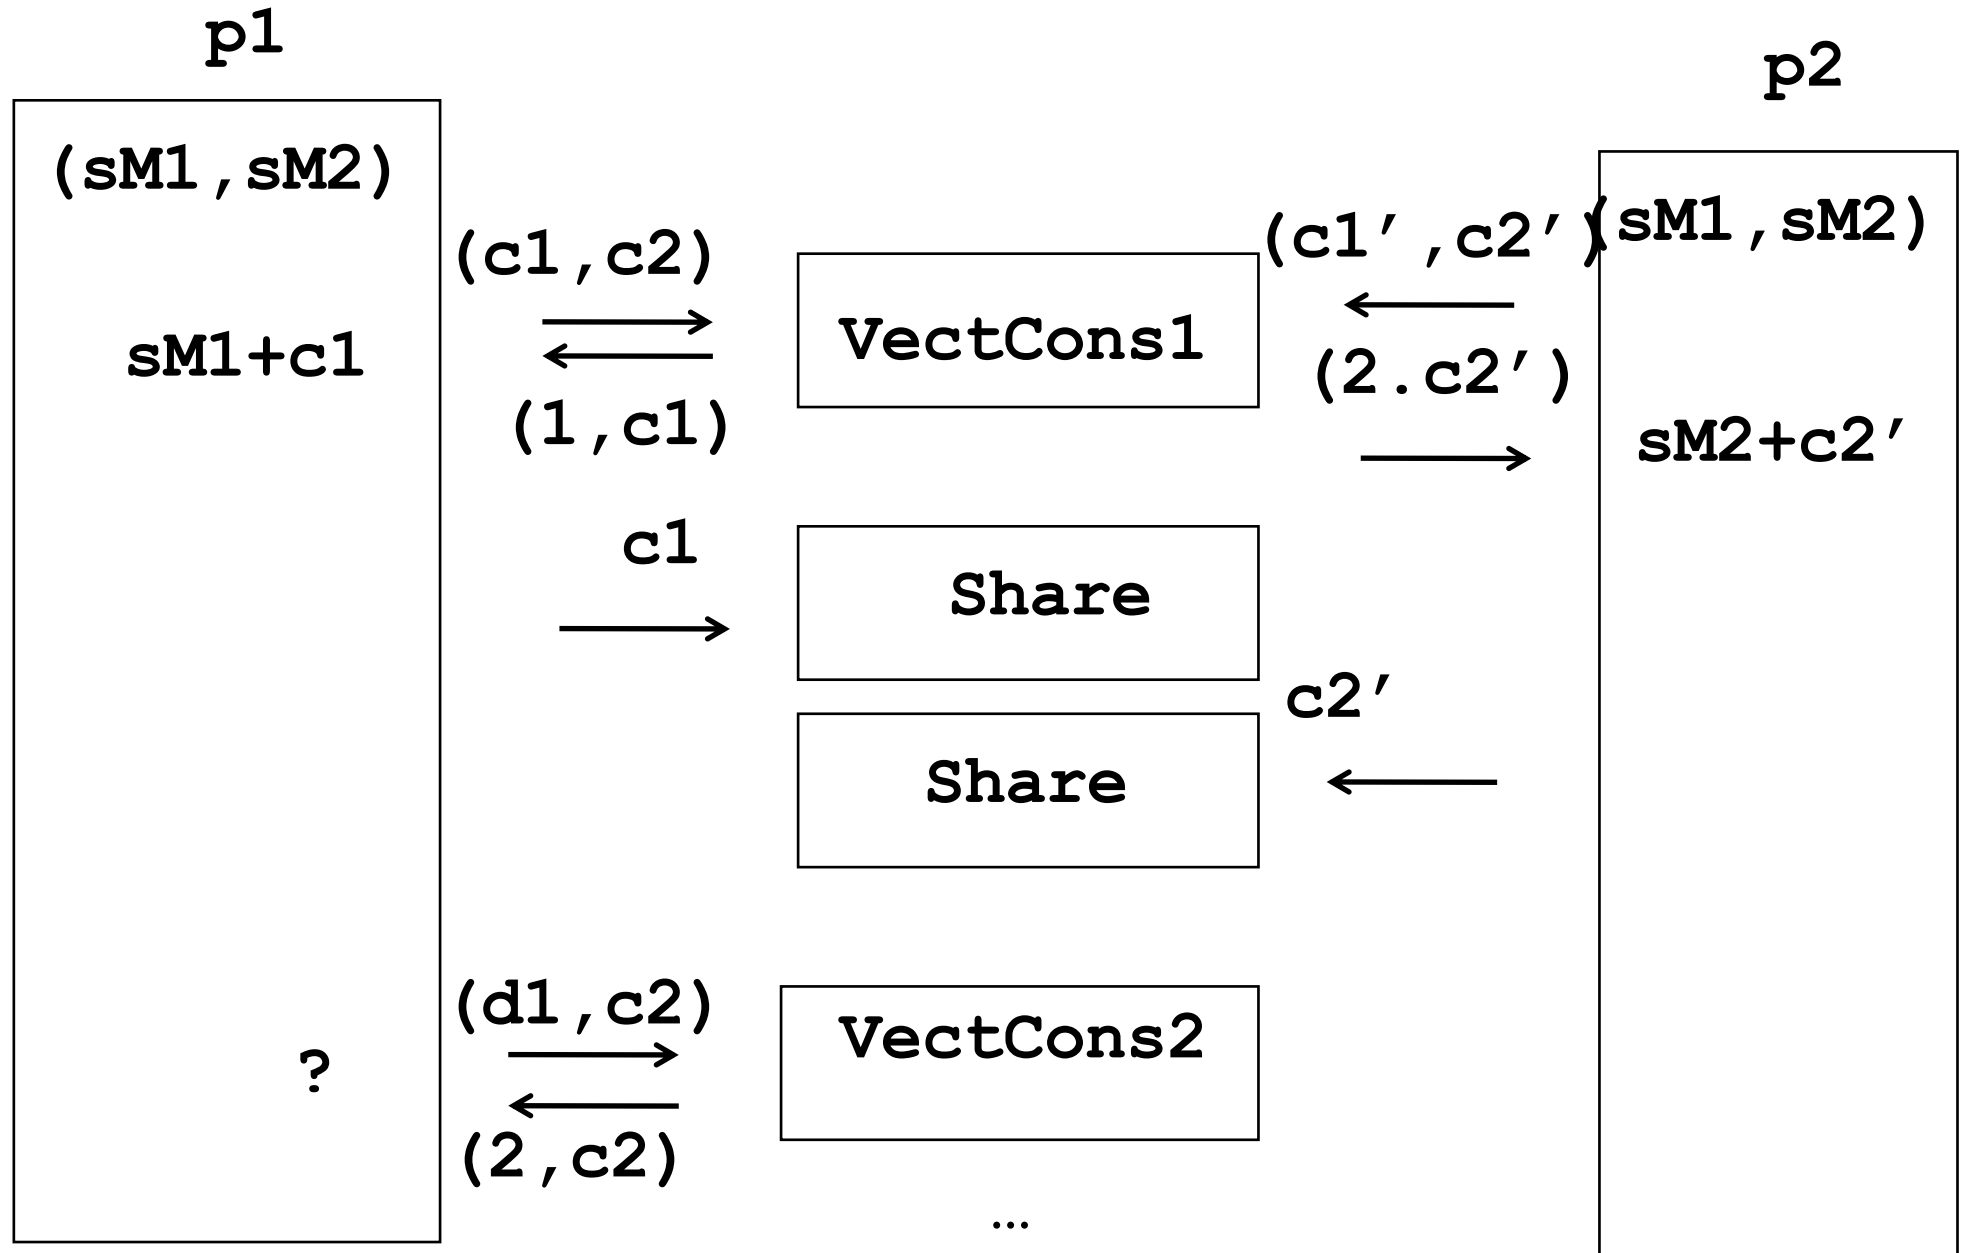 p1
p2
(sM1,sM2)
(sM1,sM2)
(c1,c2)
(c1′,c2′)
VectCons1
sM1+c1
(2.c2′)
(1,c1)
sM2+c2′
c1
Share
c2′
Share
(d1,c2)
VectCons2
?
(2,c2)
…